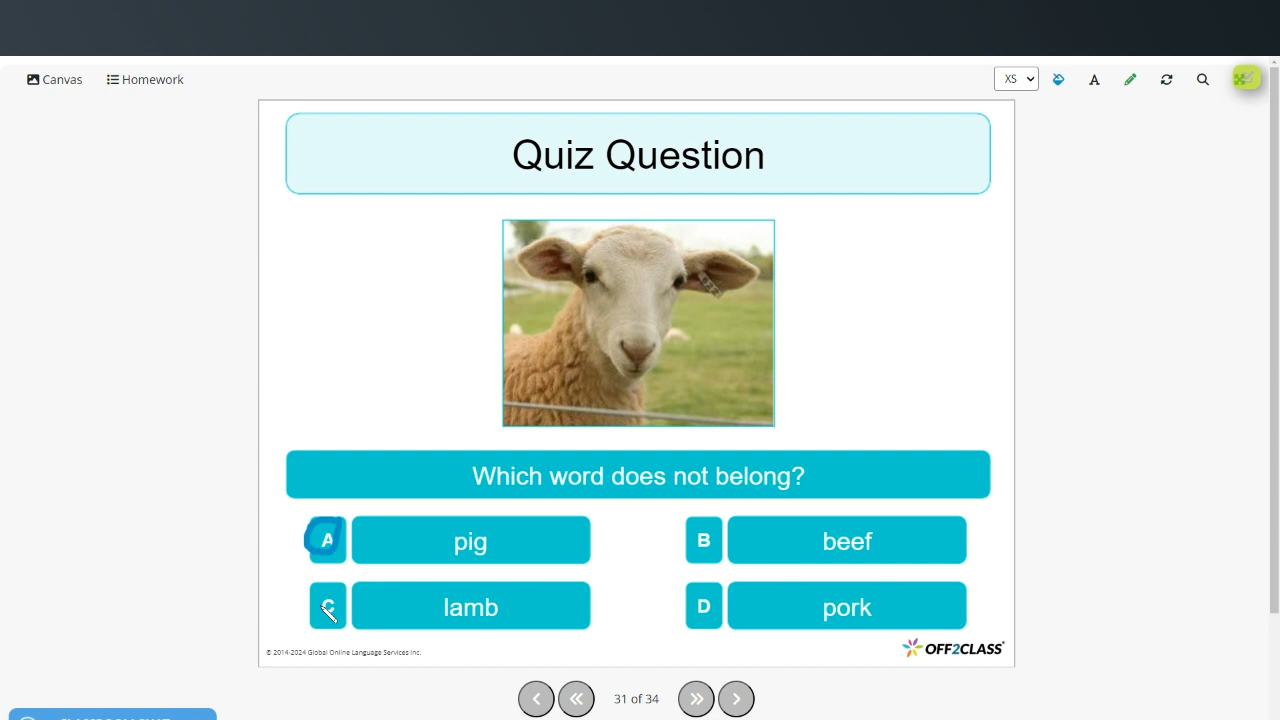 Canvas Homework XS A
Quiz Question
Which word does not belong?
A pig B beef
C lamb D pork
© 2014-2024 Global Online Language Services Inc. OFF2CLASS
31 of 34